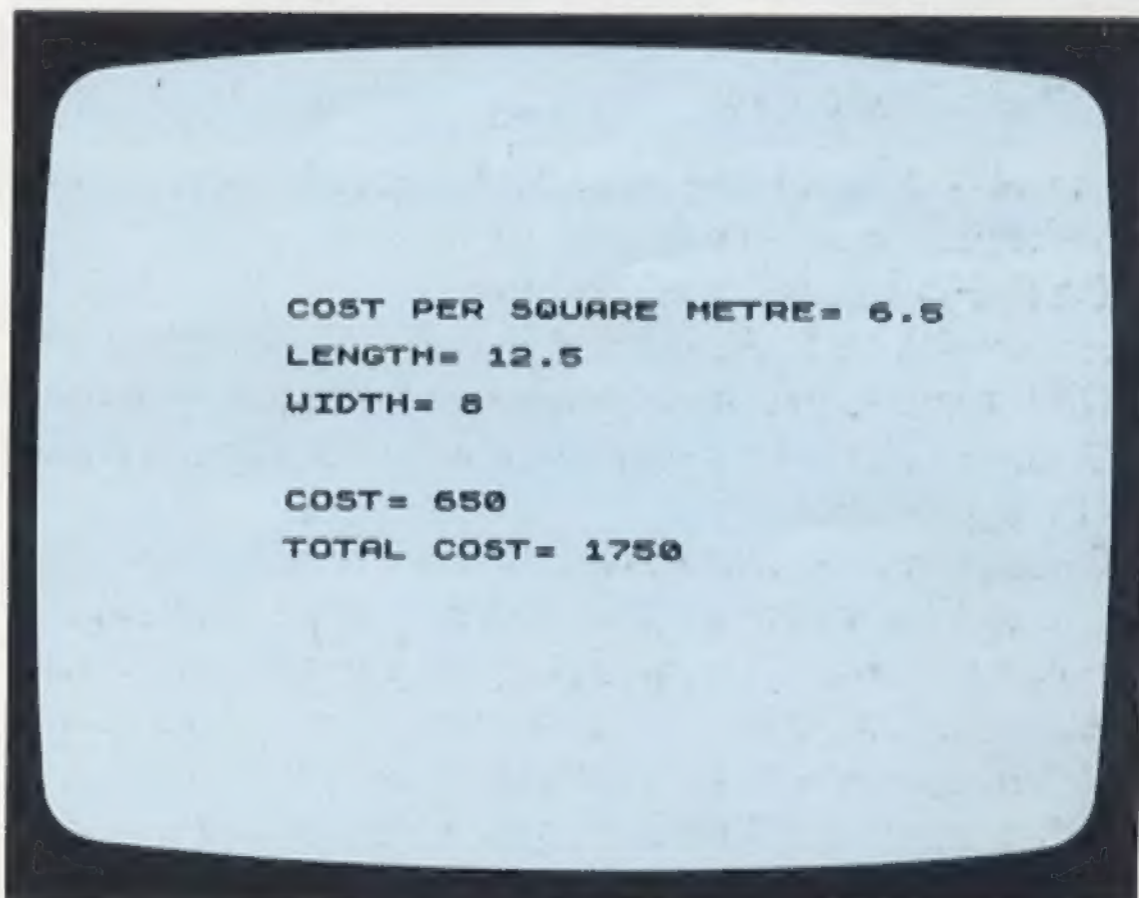 COST PER SQUARE METRE= 6.5
LENGTH= 12.5
WIDTH= 8
COST= 650
TOTAL COST= 1750